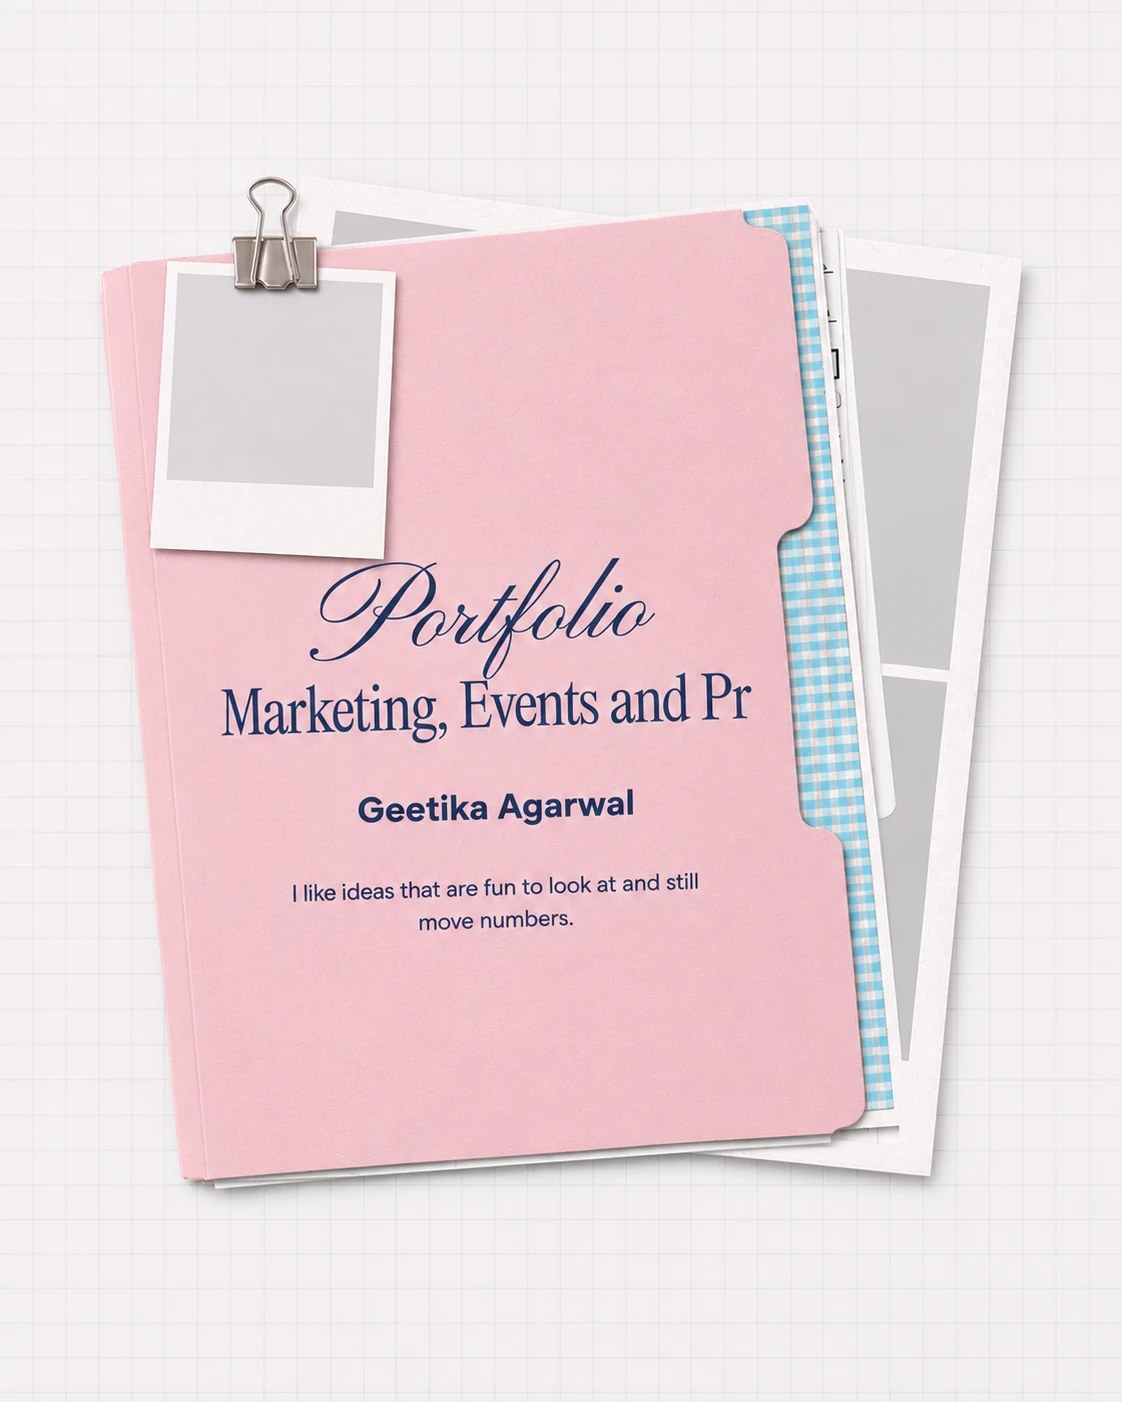 Portfolio
Marketing, Events and Pr
Geetika Agarwal
I like ideas that are fun to look at and still
move numbers.